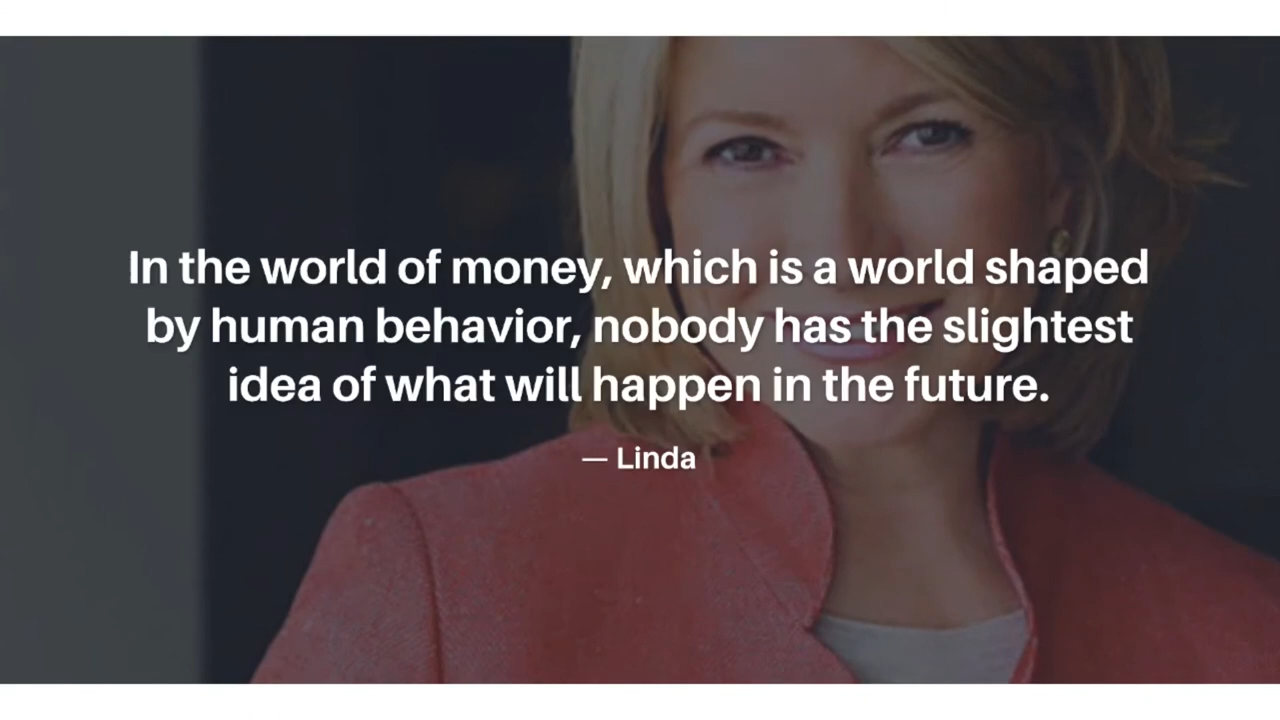 In the world of money, which is a world shaped
by human behavior, nobody has the slightest
idea of what will happen in the future.
— Linda